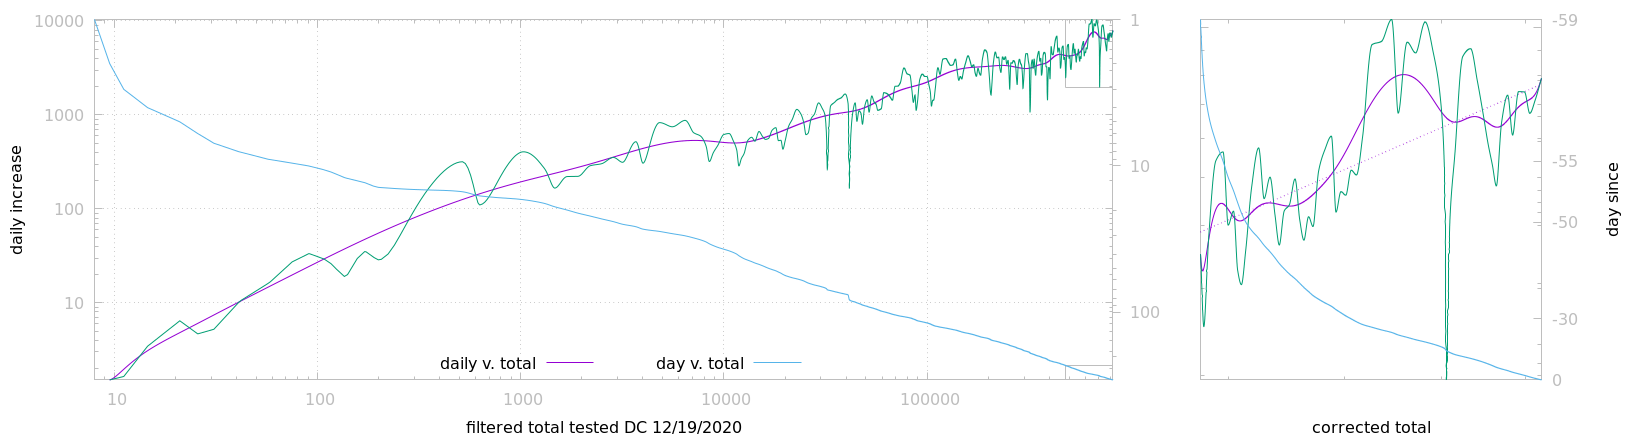 10000
1000
100
10
daily increase
1
10
100
daily v. total
day v. total
10
100
1000
10000
100000
filtered total tested DC 12/19/2020
-59
-55
-50
-30
0
day since
corrected total